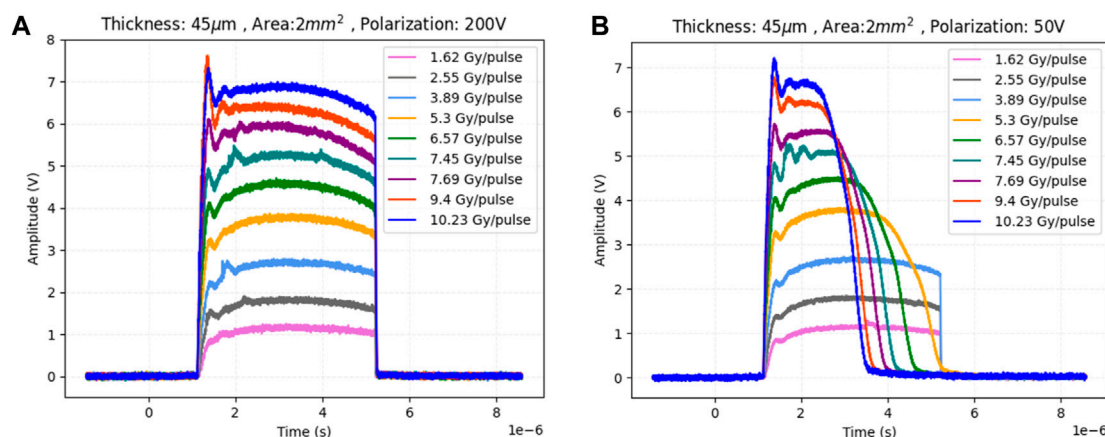 A
Thickness: 45μm , Area:2mm² , Polarization: 200V
8
7
6
5
4
3
2
1
0
Amplitude (V)
1.62 Gy/pulse
2.55 Gy/pulse
3.89 Gy/pulse
5.3 Gy/pulse
6.57 Gy/pulse
7.45 Gy/pulse
7.69 Gy/pulse
9.4 Gy/pulse
10.23 Gy/pulse
0 2 4 6 8
Time (s)
1e−6
B
Thickness: 45μm , Area:2mm² , Polarization: 50V
7
6
5
4
3
2
1
0
Amplitude (V)
1.62 Gy/pulse
2.55 Gy/pulse
3.89 Gy/pulse
5.3 Gy/pulse
6.57 Gy/pulse
7.45 Gy/pulse
7.69 Gy/pulse
9.4 Gy/pulse
10.23 Gy/pulse
0 2 4 6 8
Time (s)
1e−6